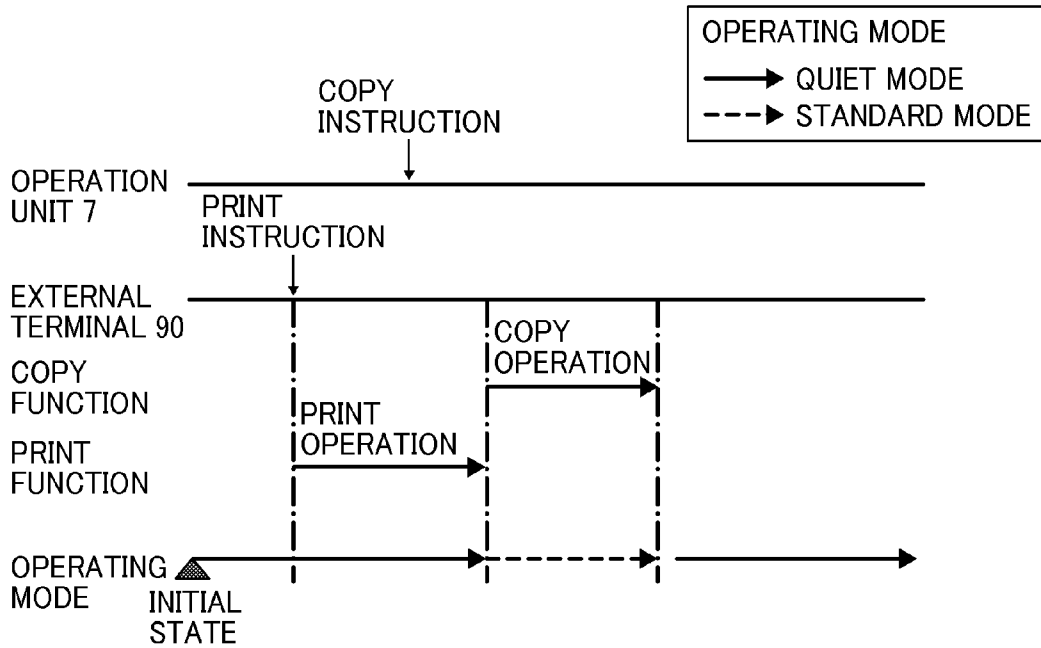 OPERATING MODE
QUIET MODE
STANDARD MODE
COPY
INSTRUCTION
OPERATION
UNIT 7
PRINT
INSTRUCTION
EXTERNAL
TERMINAL 90
COPY
OPERATION
COPY
FUNCTION
PRINT
OPERATION
PRINT
FUNCTION
OPERATING
MODE
INITIAL
STATE